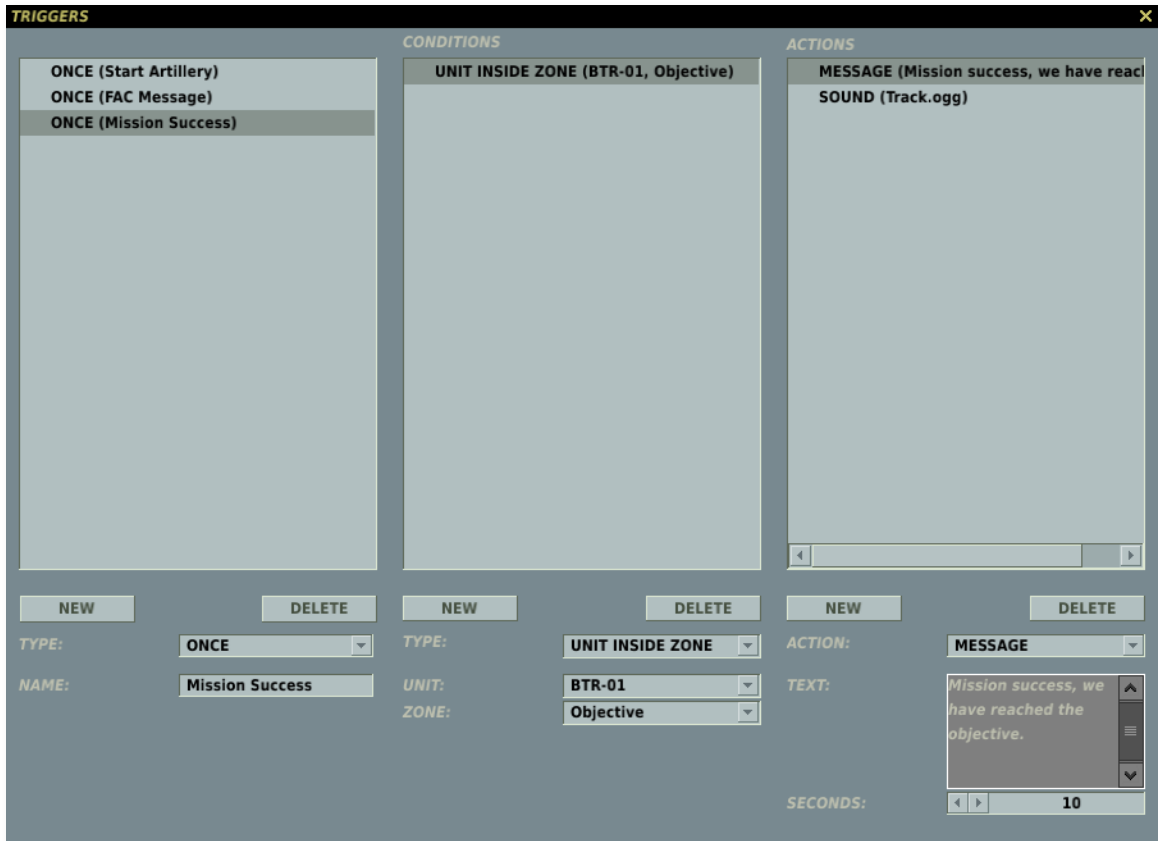 TRIGGERS
CONDITIONS
ACTIONS
ONCE (Start Artillery)
ONCE (FAC Message)
ONCE (Mission Success)
UNIT INSIDE ZONE (BTR-01, Objective)
MESSAGE (Mission success, we have reac
SOUND (Track.ogg)
NEW DELETE
TYPE: ONCE
NAME: Mission Success
NEW DELETE
TYPE: UNIT INSIDE ZONE
UNIT: BTR-01
ZONE: Objective
NEW DELETE
ACTION: MESSAGE
TEXT: Mission success, we
have reached the
objective.
SECONDS: 10